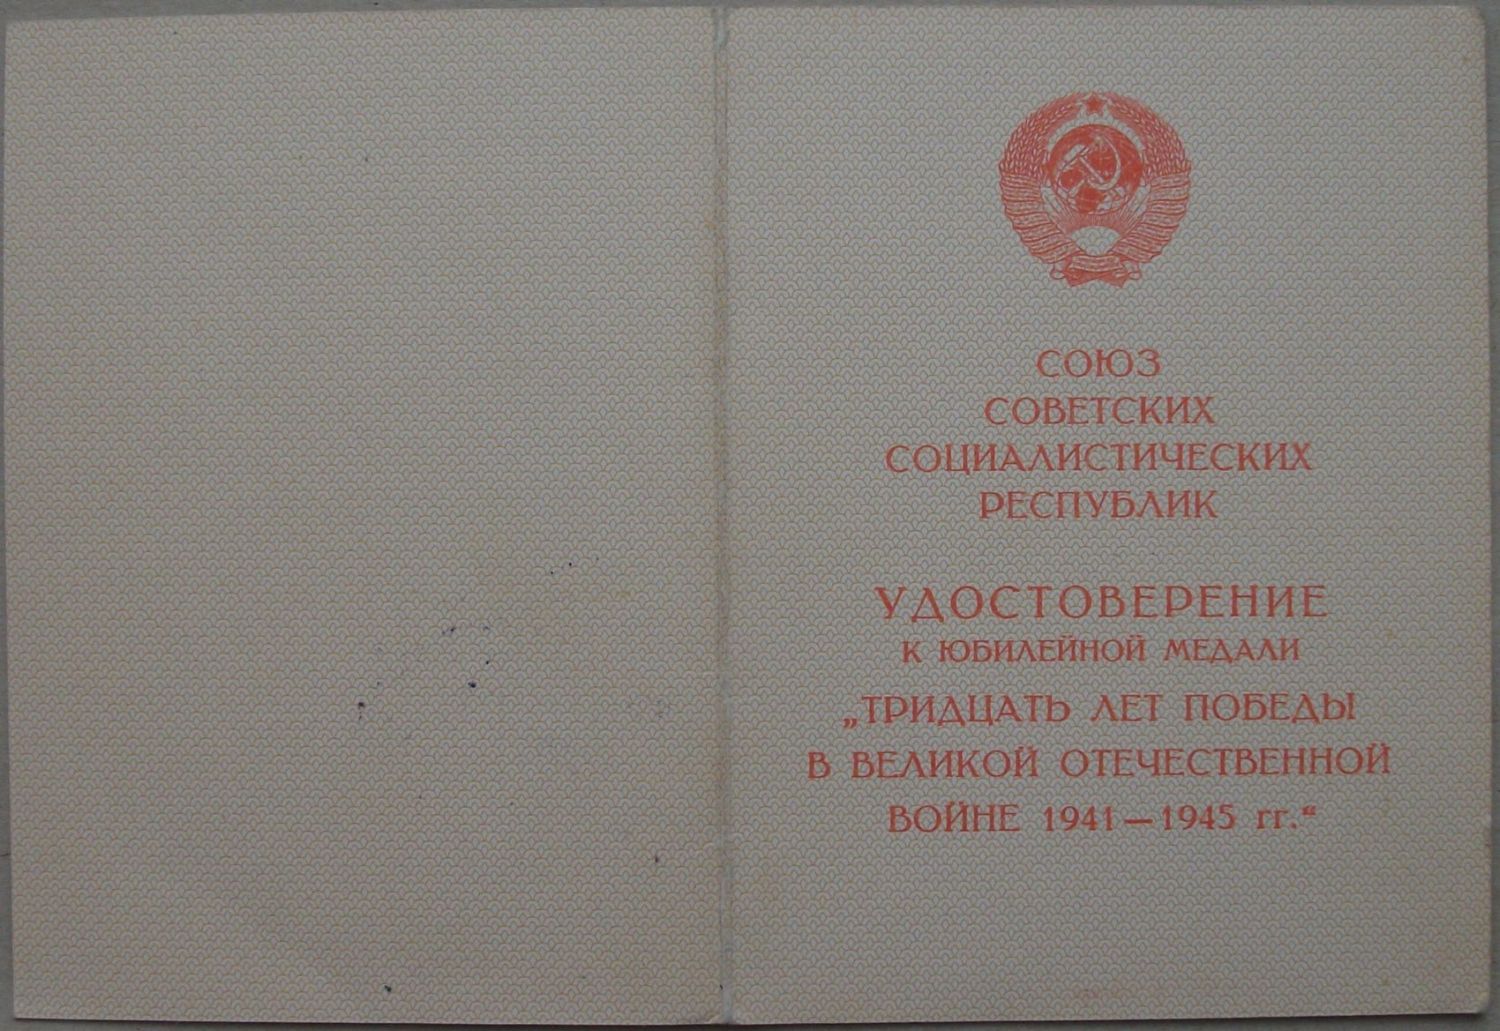 СОЮЗ
СОВЕТСКИХ
СОЦИАЛИСТИЧЕСКИХ
РЕСПУБЛИК
УДОСТОВЕРЕНИЕ
К ЮБИЛЕЙНОЙ МЕДАЛИ
„ТРИДЦАТЬ ЛЕТ ПОБЕДЫ
В ВЕЛИКОЙ ОТЕЧЕСТВЕННОЙ
ВОЙНЕ 1941—1945 гг.“